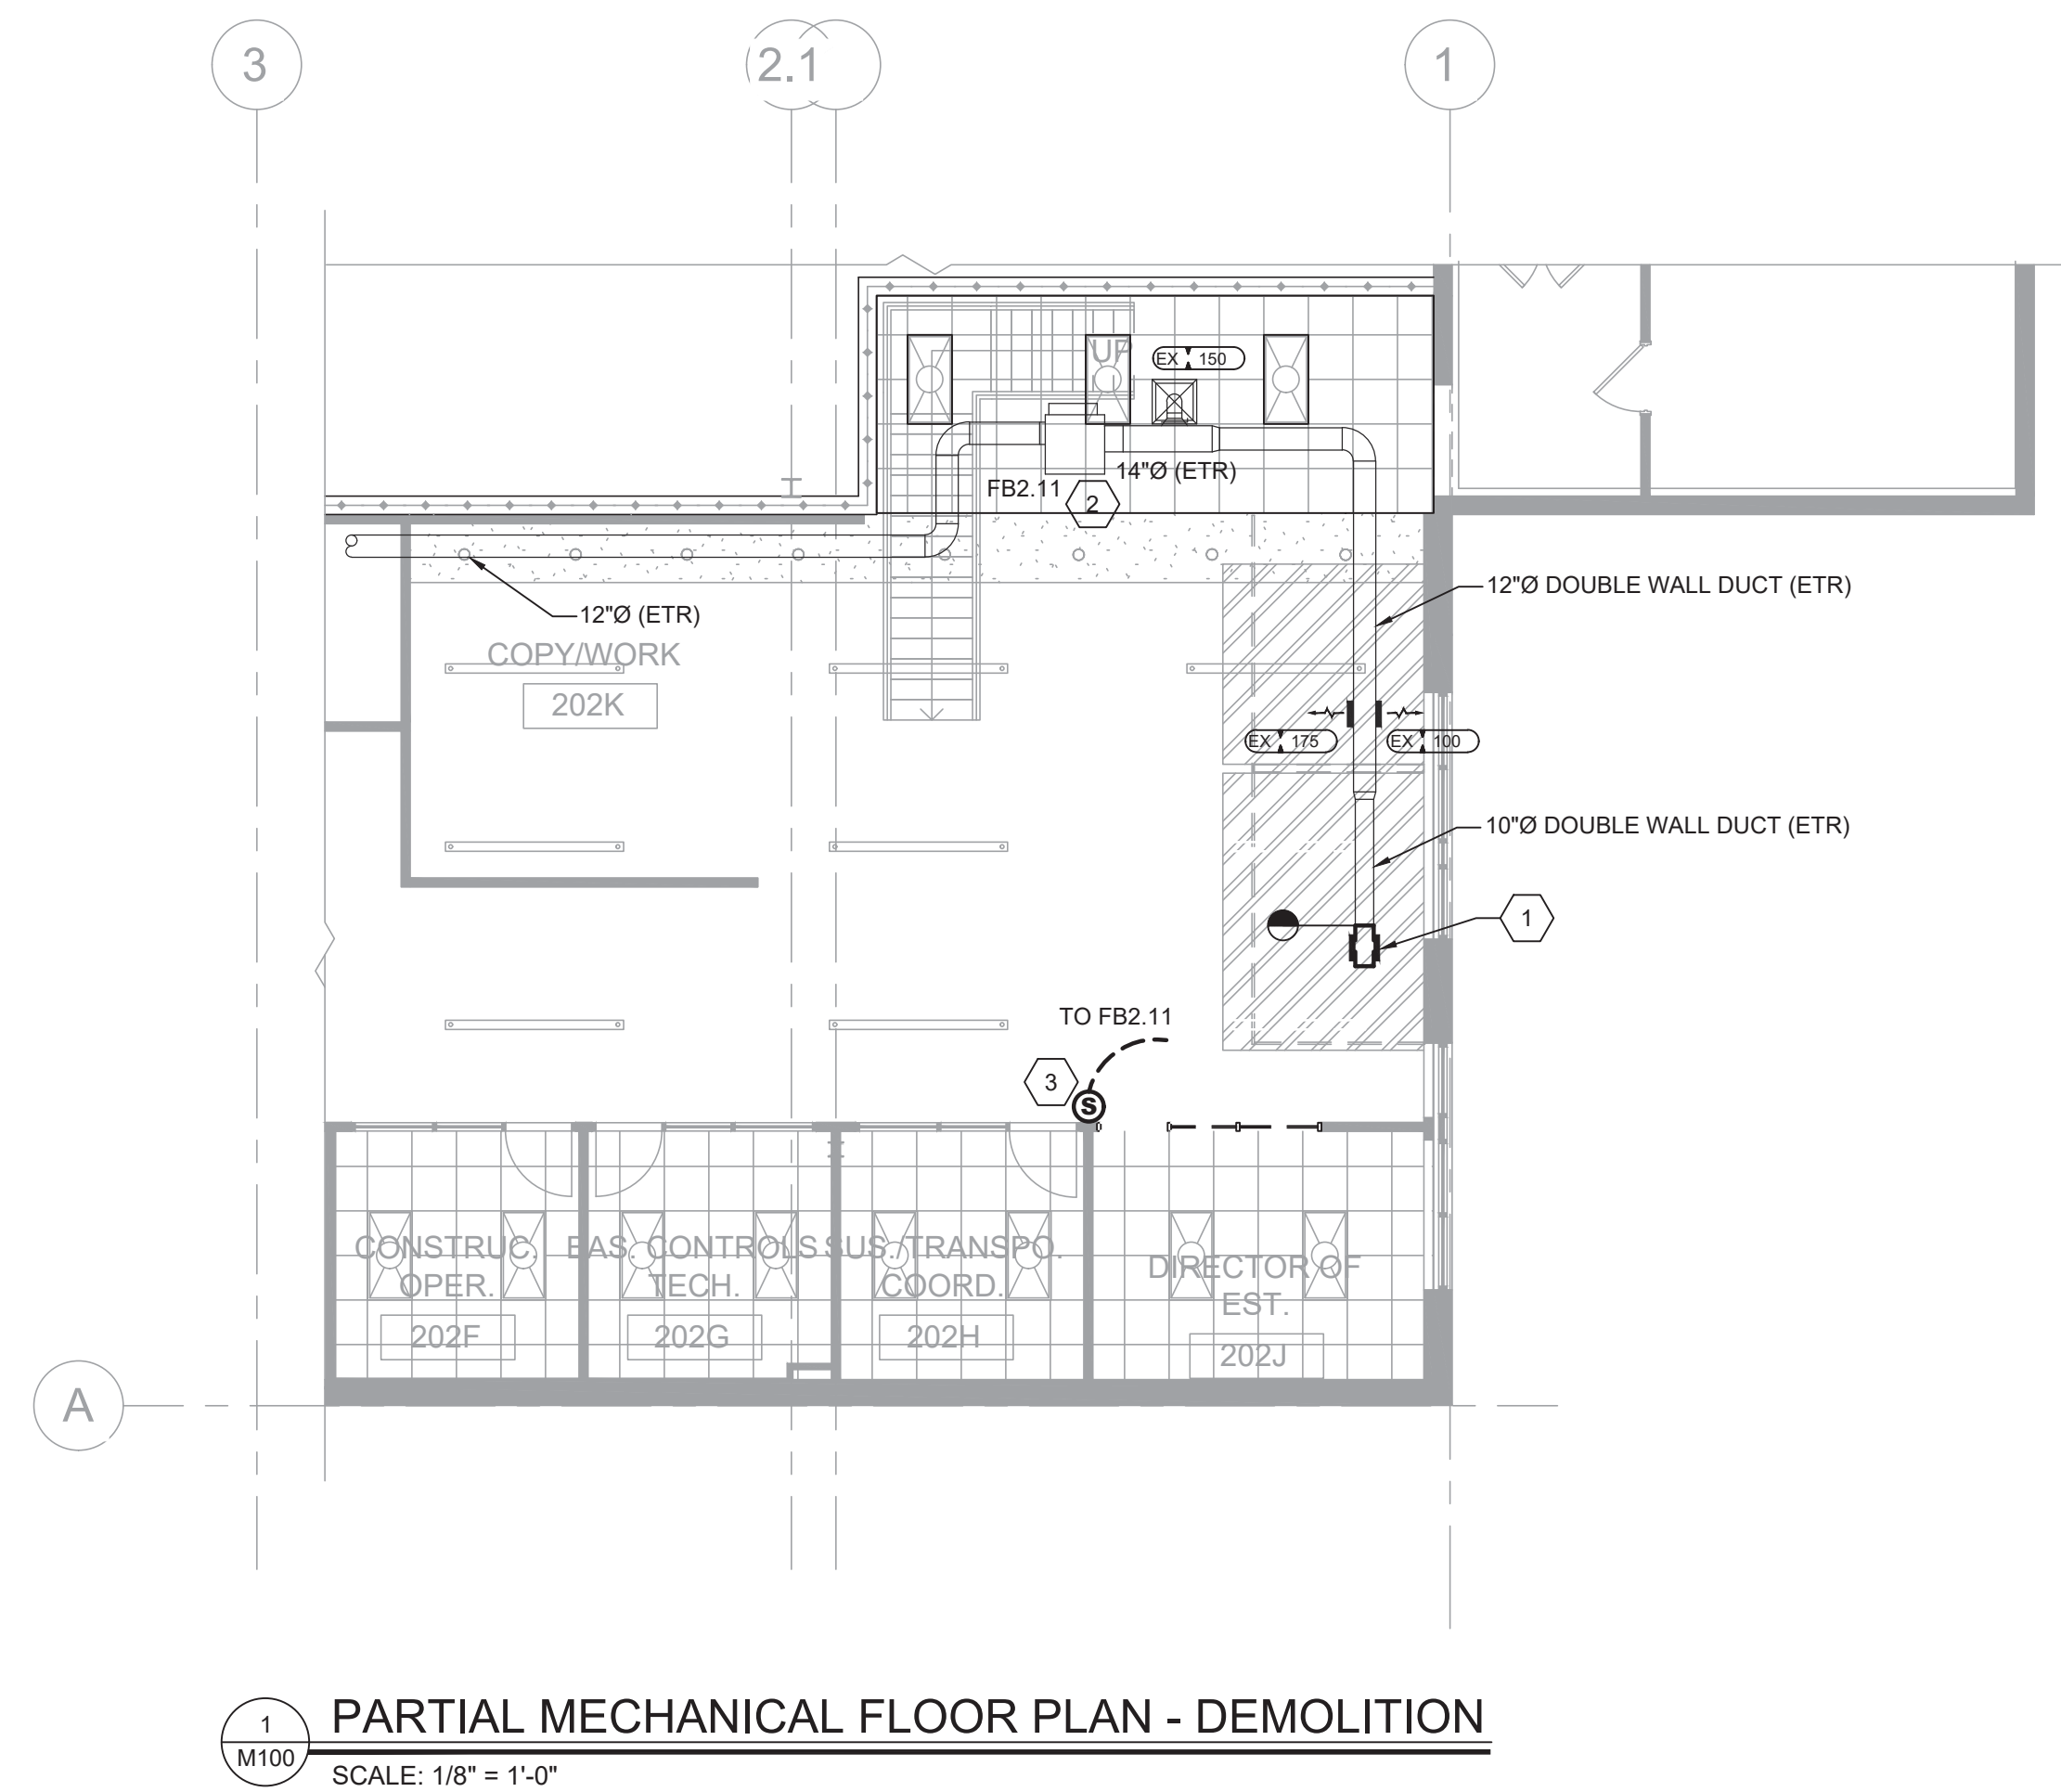 3
2.1
1
UP
EX 150
14"Ø (ETR)
FB2.11
2
12"Ø DOUBLE WALL DUCT (ETR)
12"Ø (ETR)
COPY/WORK
202K
EX 175
EX 100
10"Ø DOUBLE WALL DUCT (ETR)
1
TO FB2.11
3
S
CONSTRUC.
OPER.
202F
BAS. CONTROLS
TECH.
202G
SUS./TRANSPO.
COORD.
202H
DIRECTOR OF
EST.
202J
A
1
M100
PARTIAL MECHANICAL FLOOR PLAN - DEMOLITION
SCALE: 1/8" = 1'-0"